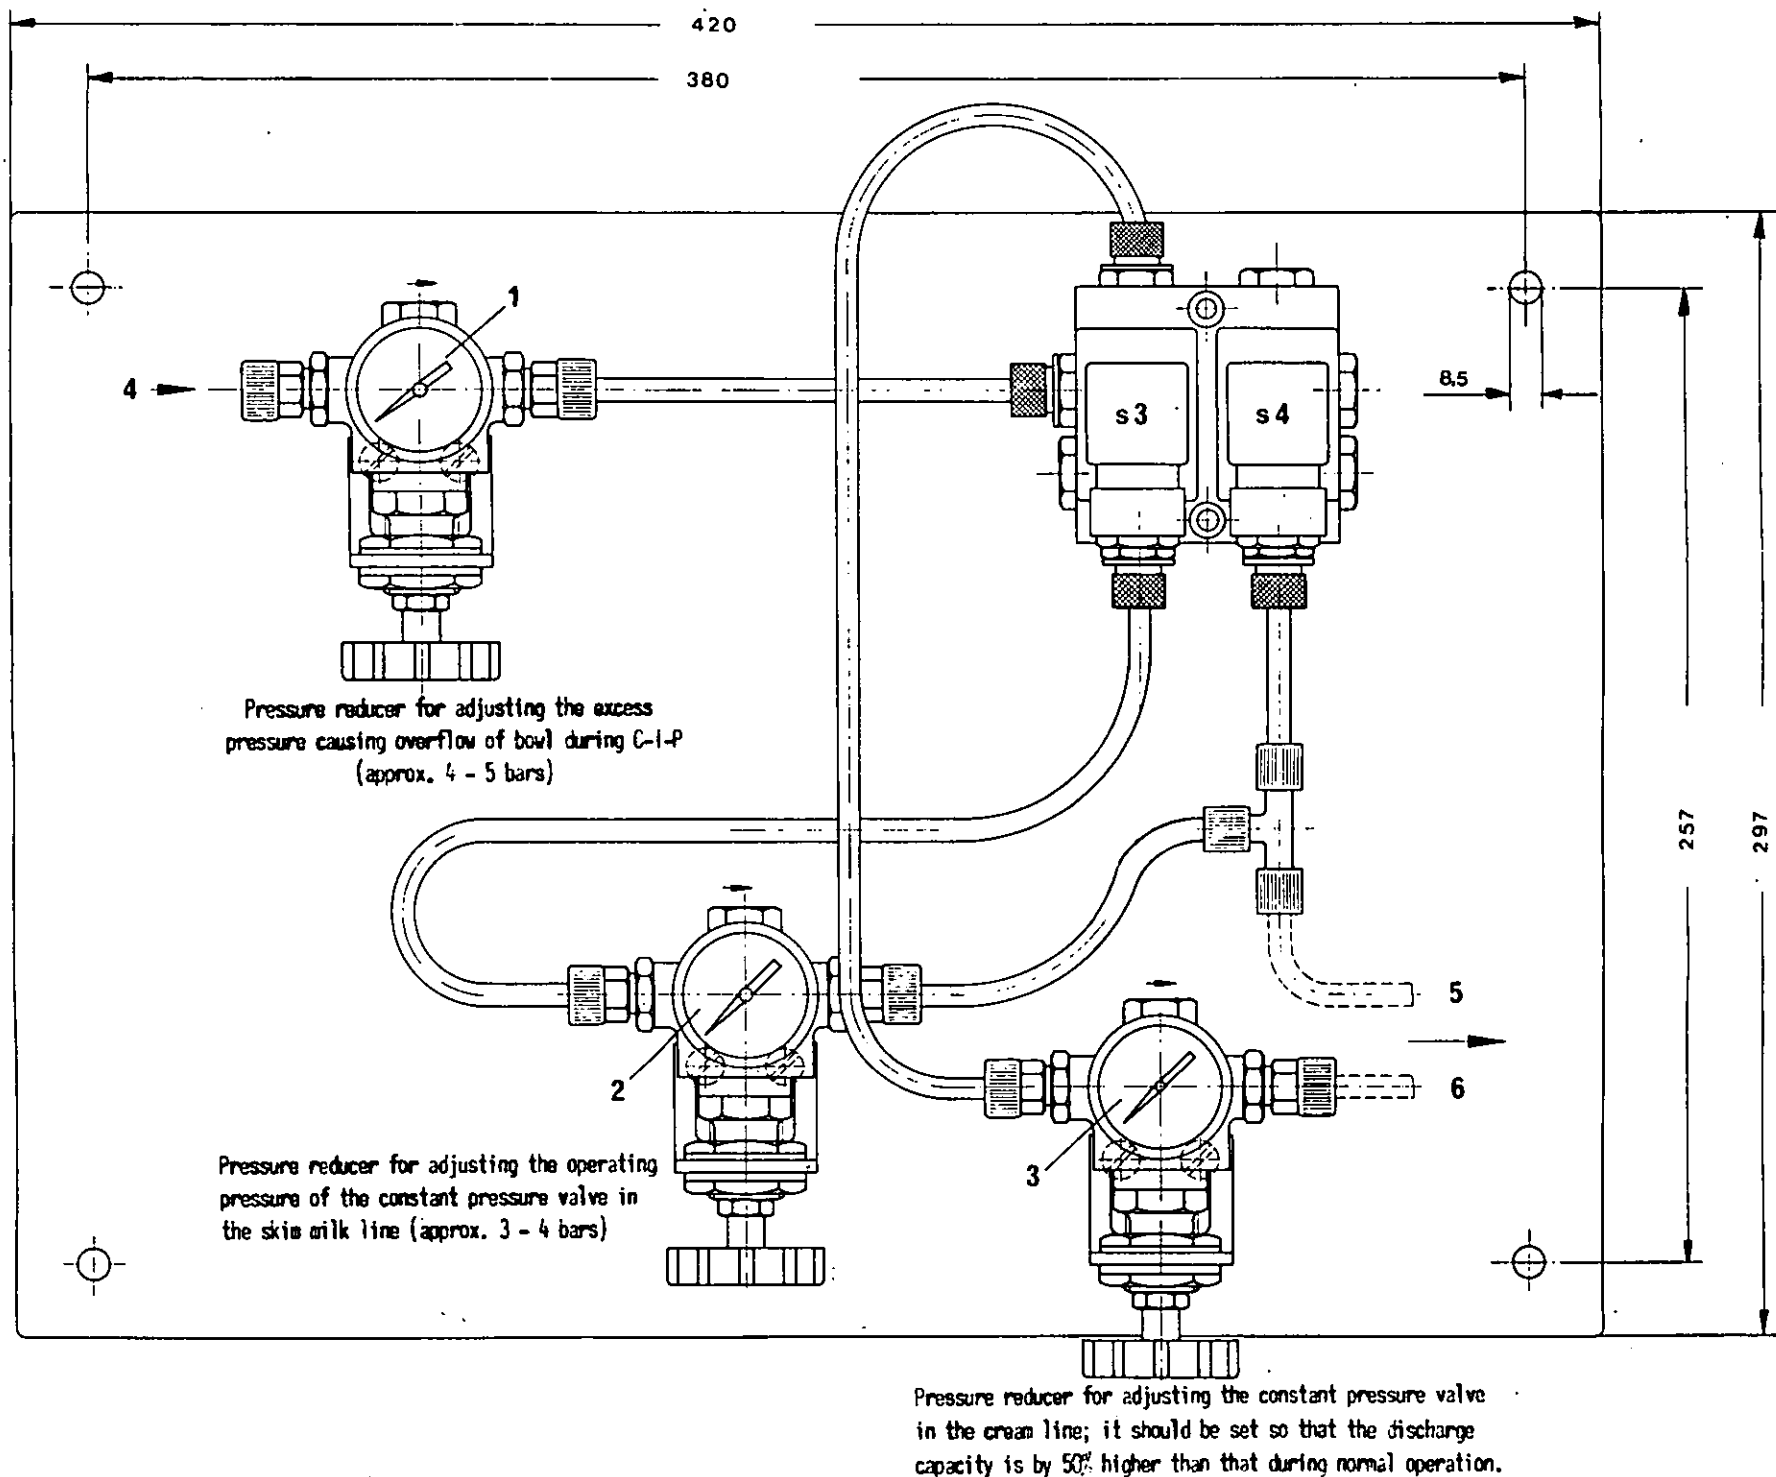 420
380
1
4
8.5
s3
s4
Pressure reducer for adjusting the excess
pressure causing overflow of bowl during C-I-P
(approx. 4 - 5 bars)
257
297
5
2
6
3
Pressure reducer for adjusting the operating
pressure of the constant pressure valve in
the skim milk line (approx. 3 - 4 bars)
Pressure reducer for adjusting the constant pressure valve
in the cream line; it should be set so that the discharge
capacity is by 50% higher than that during normal operation.